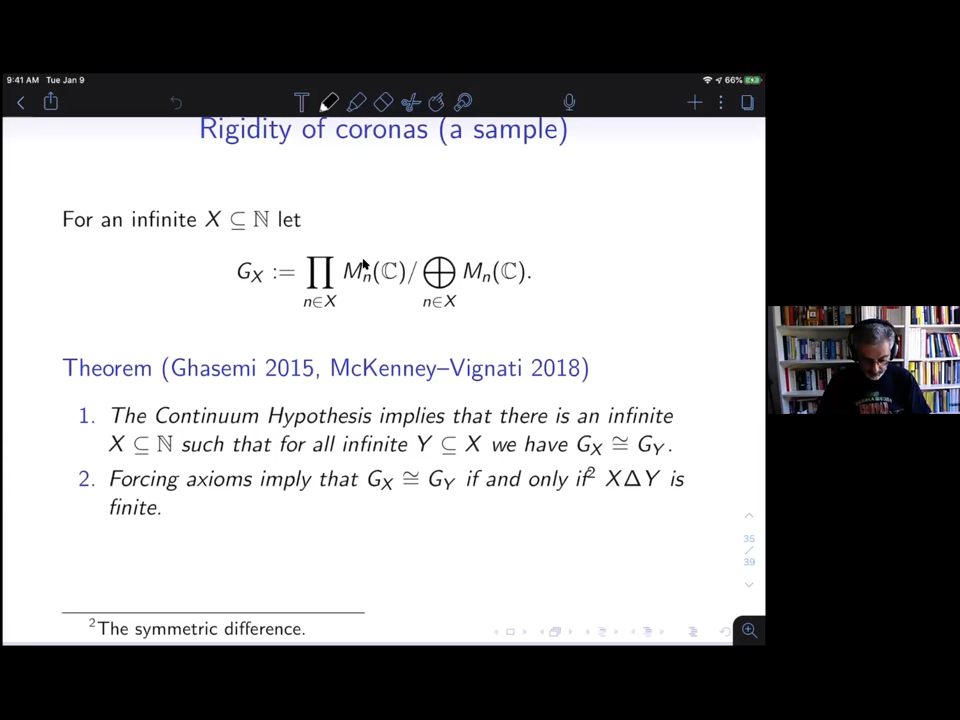 9:41 AM Tue Jan 9
66%
Rigidity of coronas (a sample)
For an infinite X ⊆ ℕ let
G_X := ∏_{n∈X} M_n(ℂ)/ ⨁_{n∈X} M_n(ℂ).
Theorem (Ghasemi 2015, McKenney–Vignati 2018)
1. The Continuum Hypothesis implies that there is an infinite
X ⊆ ℕ such that for all infinite Y ⊆ X we have G_X ≅ G_Y.
2. Forcing axioms imply that G_X ≅ G_Y if and only if² XΔY is
finite.
35
/
39
²The symmetric difference.